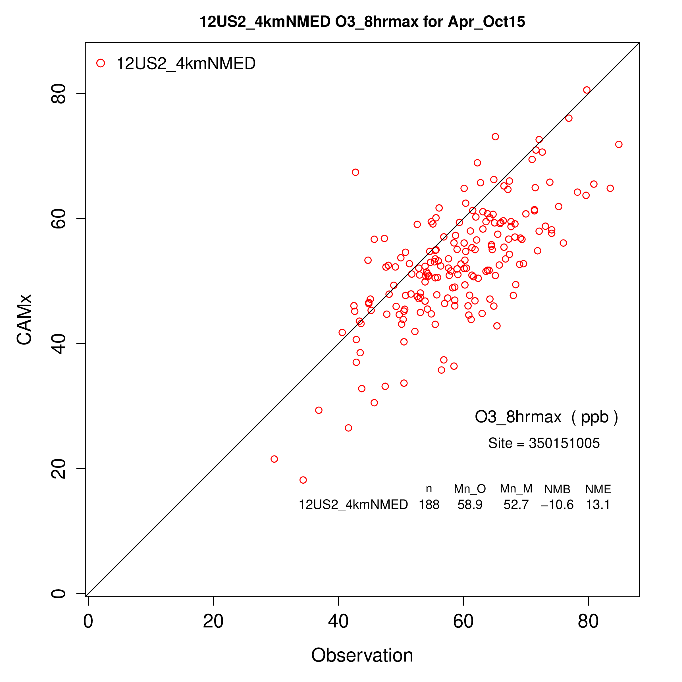 12US2_4kmNMED O3_8hrmax for Apr_Oct15
12US2_4kmNMED
80
60
40
20
0
CAMx
O3_8hrmax ( ppb )
Site = 350151005
n Mn_O Mn_M NMB NME
12US2_4kmNMED 188 58.9 52.7 −10.6 13.1
0 20 40 60 80
Observation